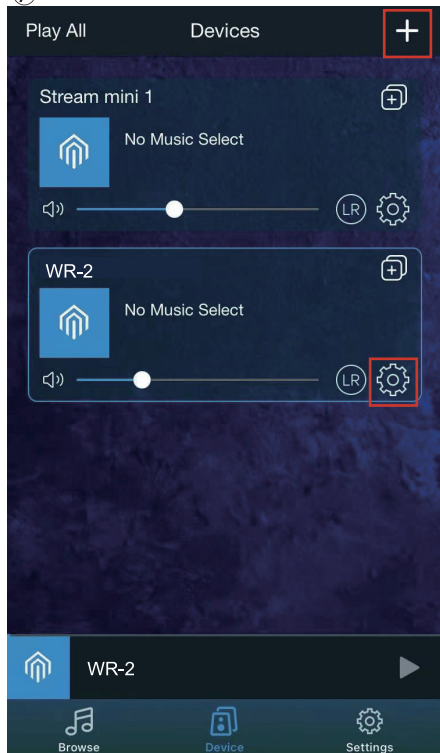 Play All Devices
Stream mini 1
No Music Select
LR
WR-2
No Music Select
LR
WR-2
Browse Device Settings